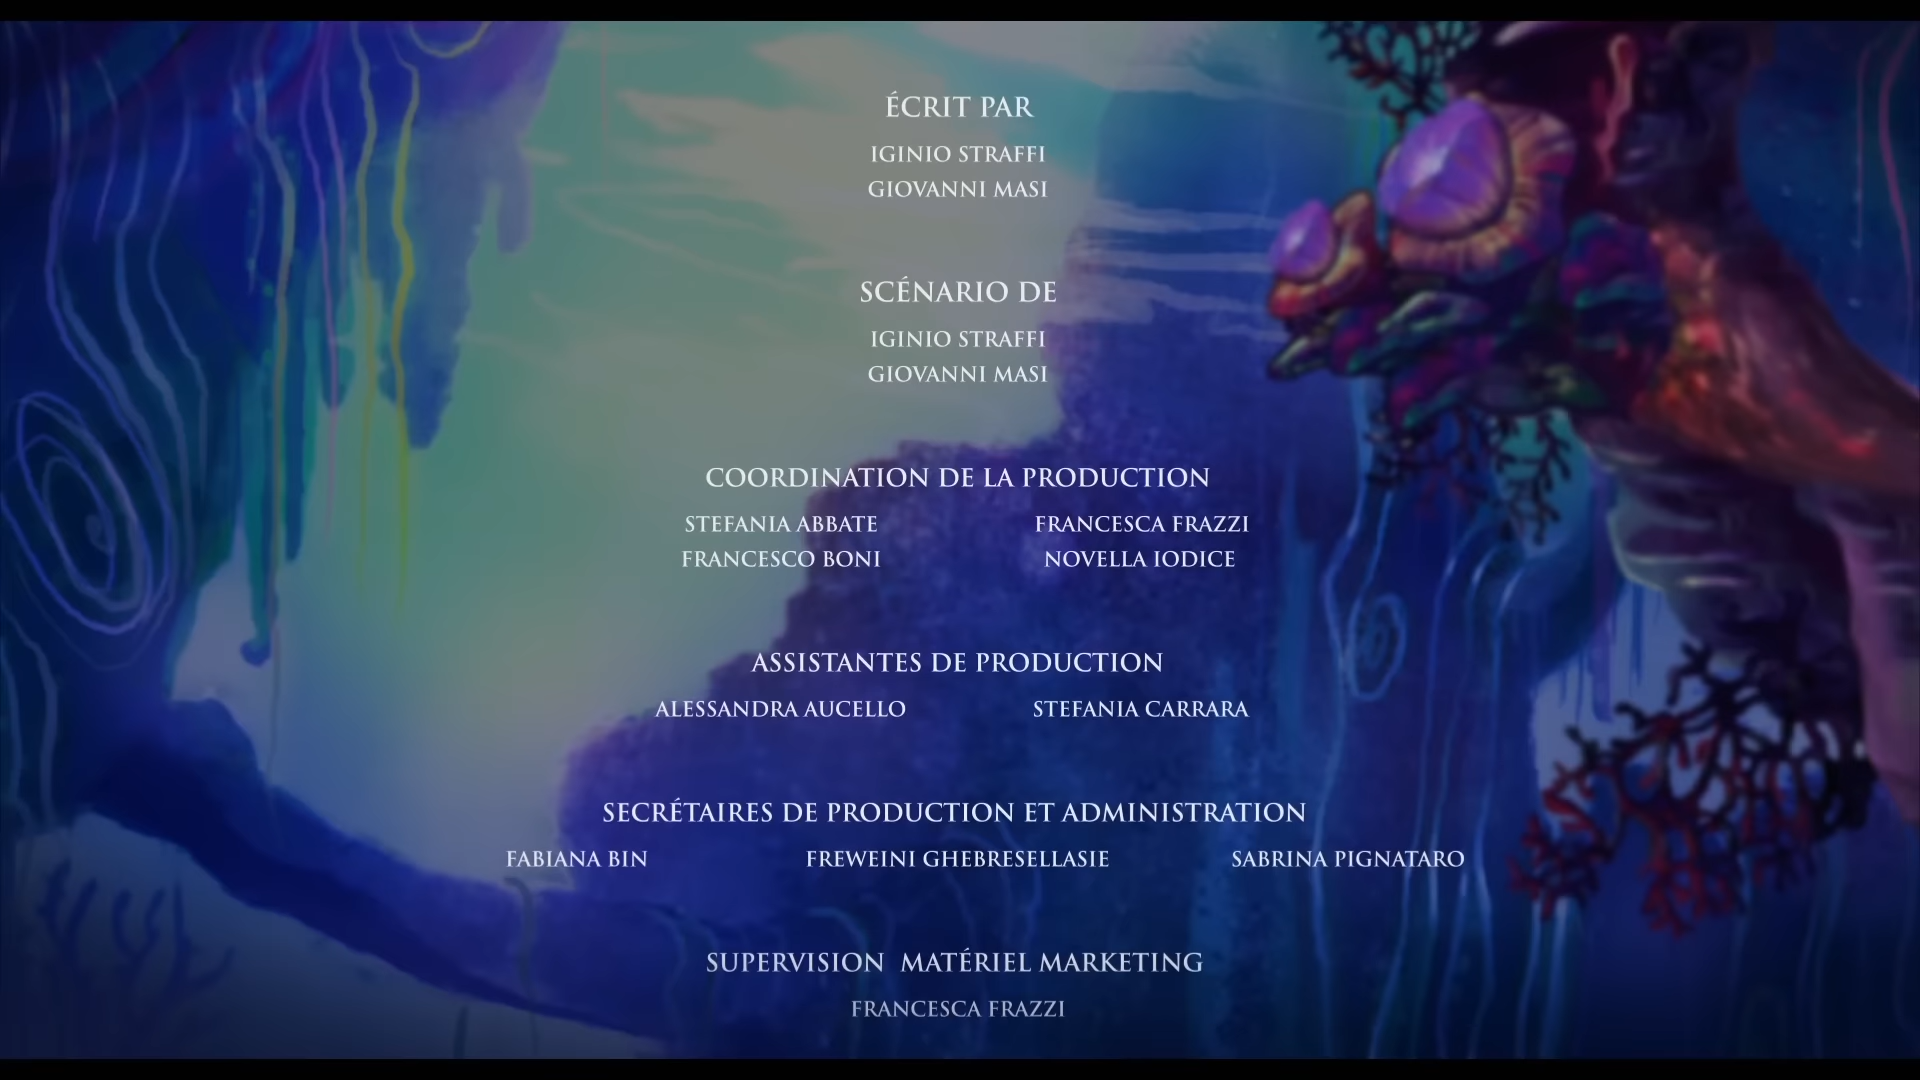 ÉCRIT PAR
IGINIO STRAFFI
GIOVANNI MASI
SCÉNARIO DE
IGINIO STRAFFI
GIOVANNI MASI
COORDINATION DE LA PRODUCTION
STEFANIA ABBATE FRANCESCA FRAZZI
FRANCESCO BONI NOVELLA IODICE
ASSISTANTES DE PRODUCTION
ALESSANDRA AUCELLO STEFANIA CARRARA
SECRÉTAIRES DE PRODUCTION ET ADMINISTRATION
FABIANA BIN FREWEINI GHEBRESELLASIE SABRINA PIGNATARO
SUPERVISION MATÉRIEL MARKETING
FRANCESCA FRAZZI